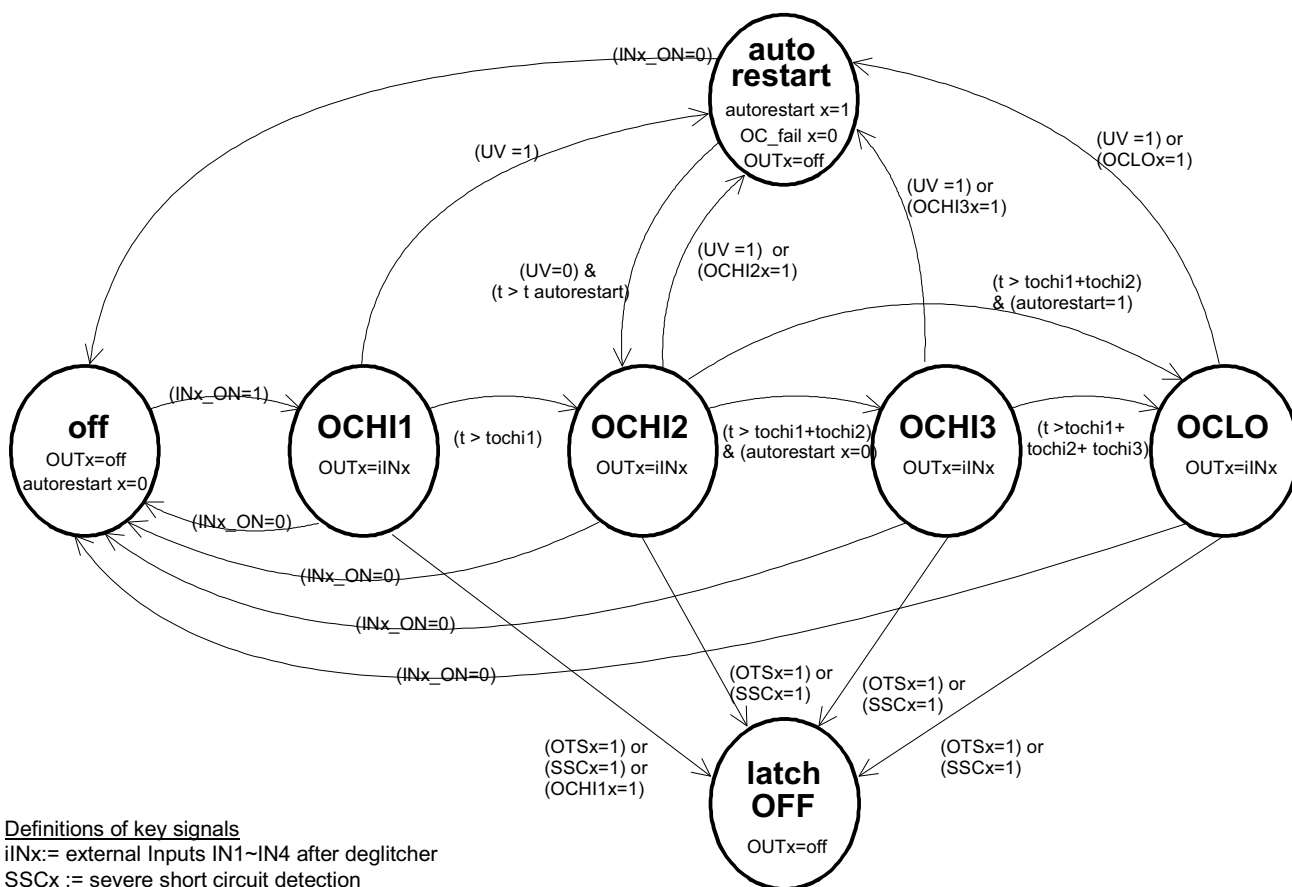 auto
restart
autorestart x=1
OC_fail x=0
OUTx=off
(INx_ON=0)
(UV =1)
(UV =1) or
(OCLOx=1)
(UV =1) or
(OCHI3x=1)
(UV =1) or
(OCHI2x=1)
(UV=0) &
(t > t autorestart)
(t > tochi1+tochi2)
& (autorestart=1)
off
OUTx=off
autorestart x=0
(INx_ON=1)
OCHI1
OUTx=iINx
(t > tochi1)
OCHI2
OUTx=iINx
(t > tochi1+tochi2)
& (autorestart x=0)
OCHI3
OUTx=iINx
(t >tochi1+
tochi2+ tochi3)
OCLO
OUTx=iINx
(INx_ON=0)
(INx_ON=0)
(INx_ON=0)
(INx_ON=0)
(OTSx=1) or
(SSCx=1) or
(OCHI1x=1)
(OTSx=1) or
(SSCx=1)
(OTSx=1) or
(SSCx=1)
(OTSx=1) or
(SSCx=1)
latch
OFF
OUTx=off
Definitions of key signals
iINx:= external Inputs IN1~IN4 after deglitcher
SSCx := severe short circuit detection